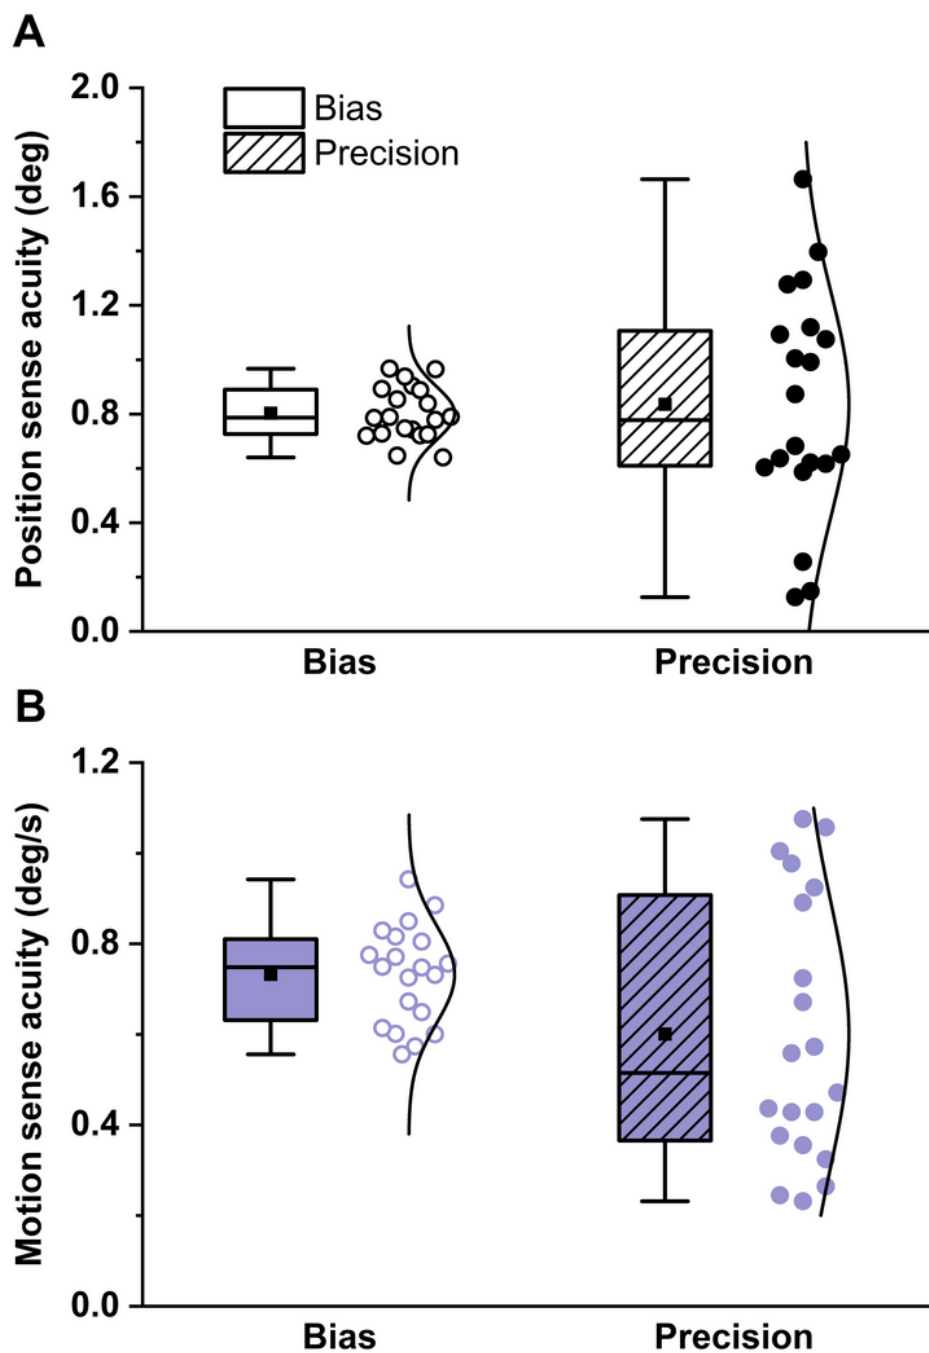 A
Position sense acuity (deg)
2.0
1.6
1.2
0.8
0.4
0.0
Bias
Precision
Bias
Precision
B
Motion sense acuity (deg/s)
1.2
0.8
0.4
0.0
Bias
Precision